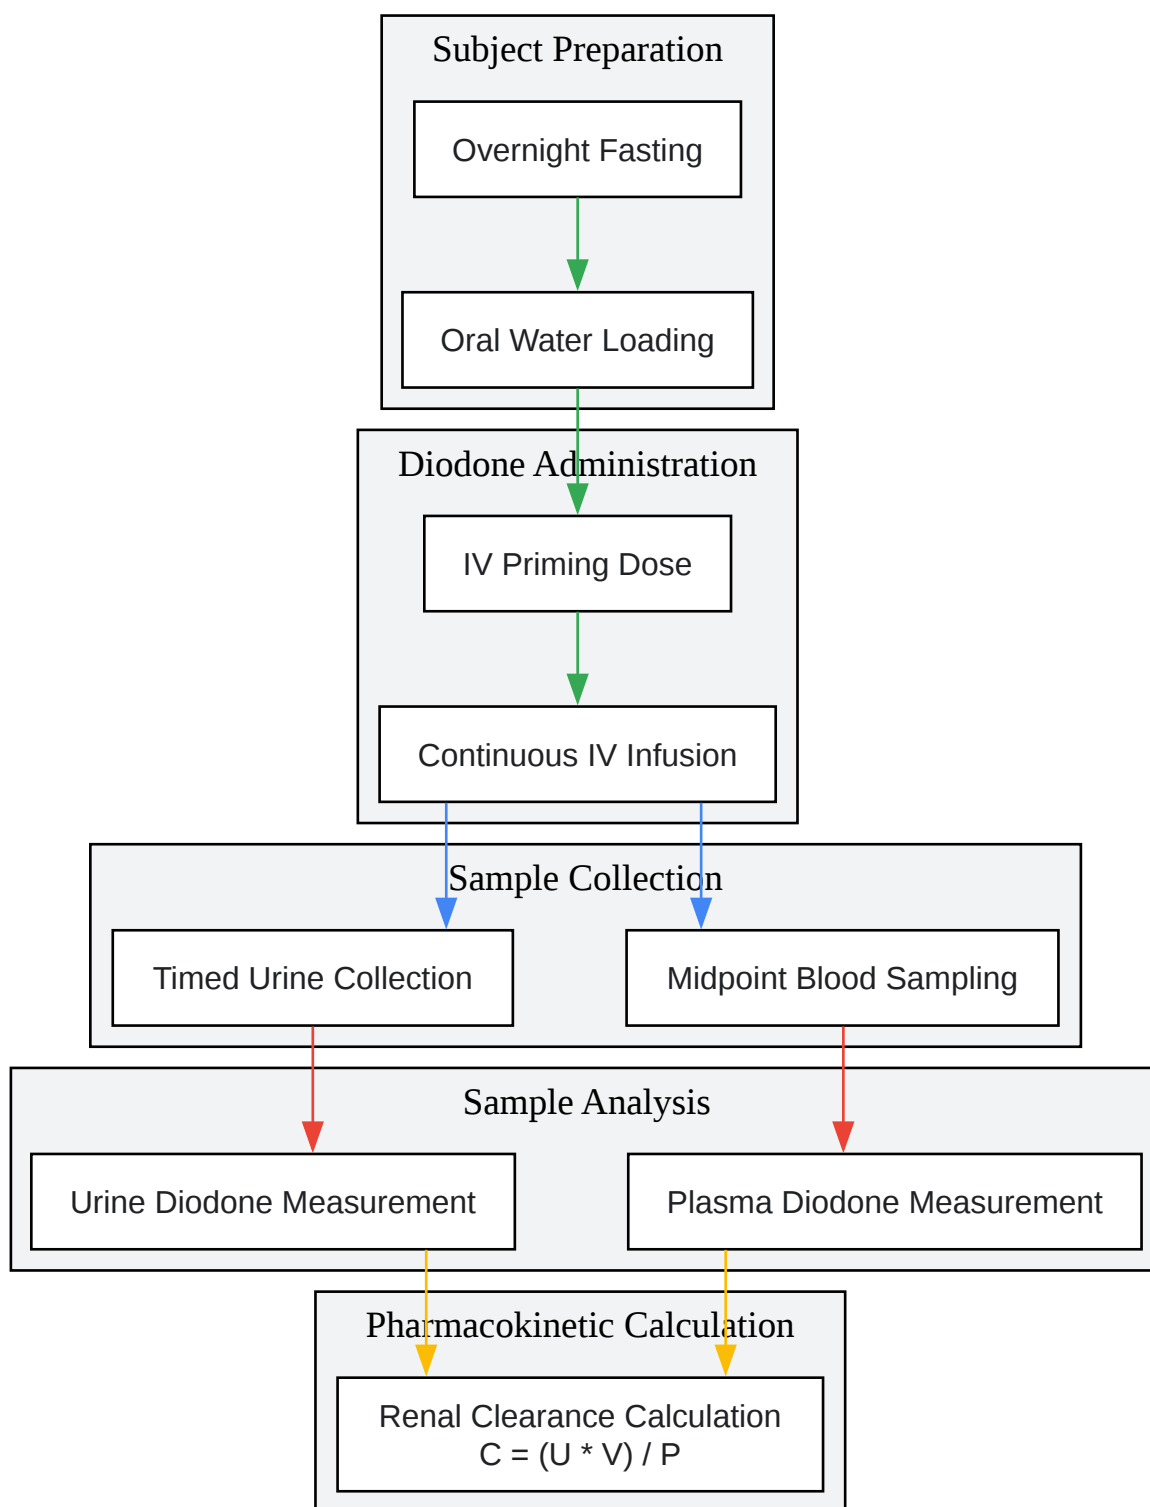 Subject Preparation
Overnight Fasting
Oral Water Loading
Diodone Administration
IV Priming Dose
Continuous IV Infusion
Sample Collection
Timed Urine Collection
Midpoint Blood Sampling
Sample Analysis
Urine Diodone Measurement
Plasma Diodone Measurement
Pharmacokinetic Calculation
Renal Clearance Calculation
C = (U * V) / P